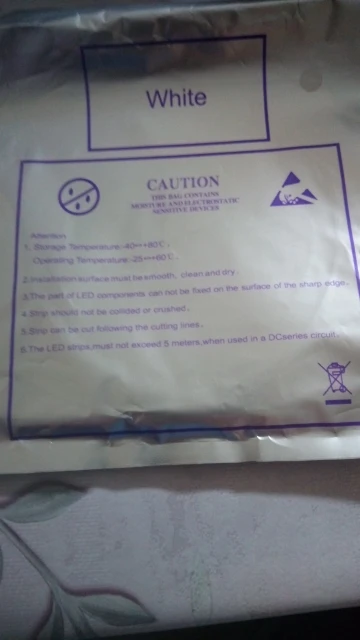 White
CAUTION
THIS BAG CONTAINS
MOISTURE AND ELECTROSTATIC
SENSITIVE DEVICES
Attention
1. Storage Temperature:-40~+80℃.
Operating Temperature:-25~+60℃.
2.Installation surface must be smooth, clean and dry.
3.The part of LED components can not be fixed on the surface of the sharp edge.
4.Strip should not be collided or crushed.
5.Strip can be cut following the cutting lines.
6.The LED strips,must not exceed 5 meters,when used in a DCseries circuit.